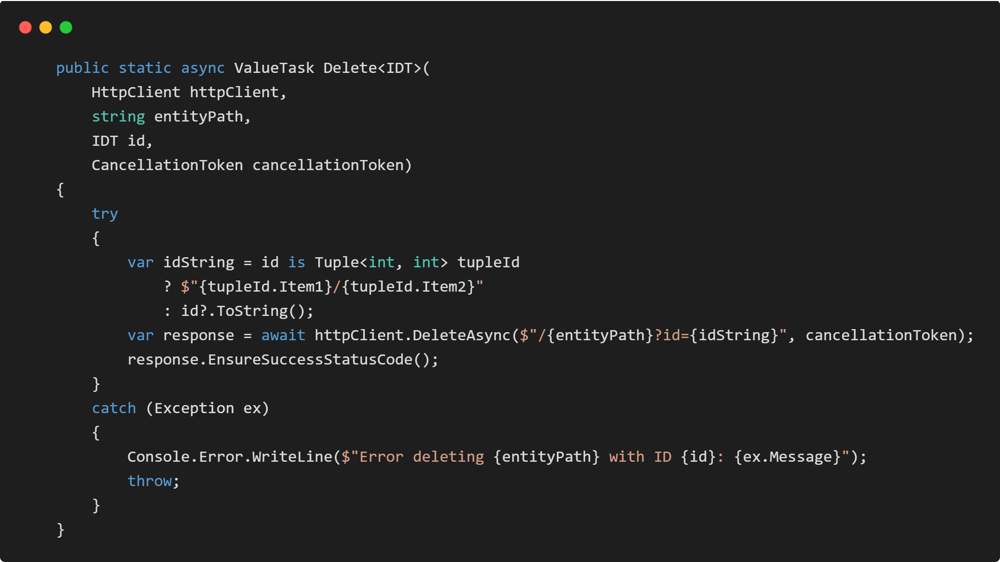 public static async ValueTask Delete<IDT>(
    HttpClient httpClient,
    string entityPath,
    IDT id,
    CancellationToken cancellationToken)
{
    try
    {
        var idString = id is Tuple<int, int> tupleId
            ? $"{tupleId.Item1}/{tupleId.Item2}"
            : id?.ToString();
        var response = await httpClient.DeleteAsync($"/{entityPath}?id={idString}", cancellationToken);
        response.EnsureSuccessStatusCode();
    }
    catch (Exception ex)
    {
        Console.Error.WriteLine($"Error deleting {entityPath} with ID {id}: {ex.Message}");
        throw;
    }
}